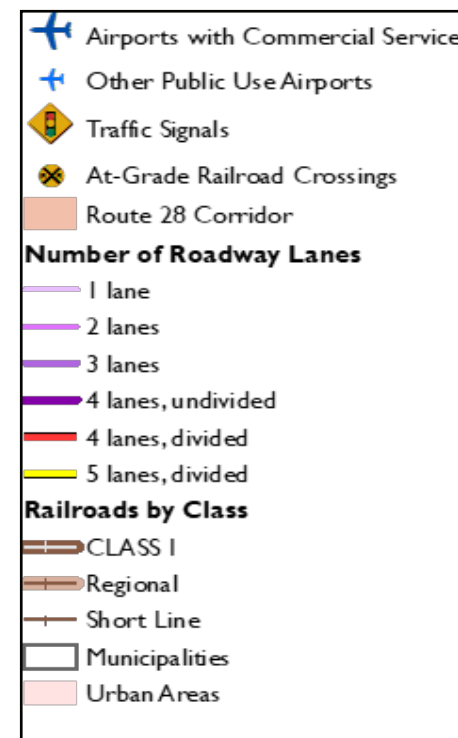 Airports with Commercial Service
Other Public Use Airports
Traffic Signals
At-Grade Railroad Crossings
Route 28 Corridor
Number of Roadway Lanes
1 lane
2 lanes
3 lanes
4 lanes, undivided
4 lanes, divided
5 lanes, divided
Railroads by Class
CLASS I
Regional
Short Line
Municipalities
Urban Areas